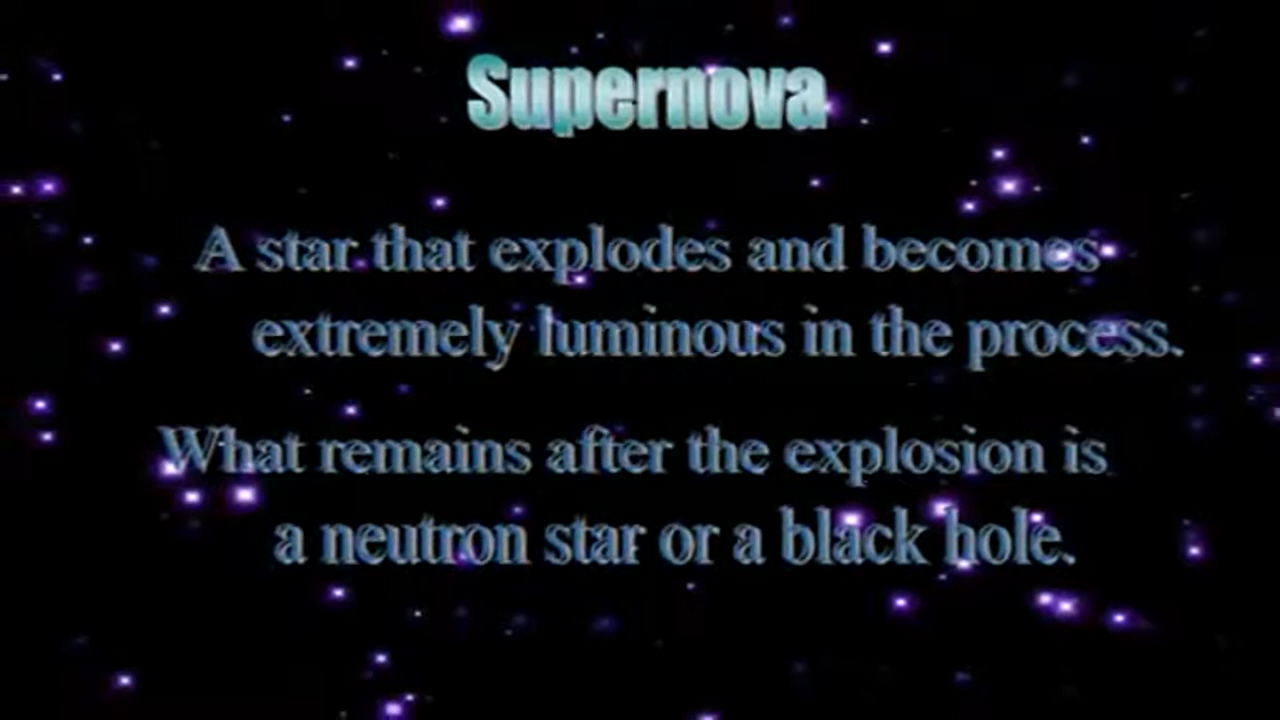 Supernova
A star that explodes and becomes
extremely luminous in the process.
What remains after the explosion is
a neutron star or a black hole.